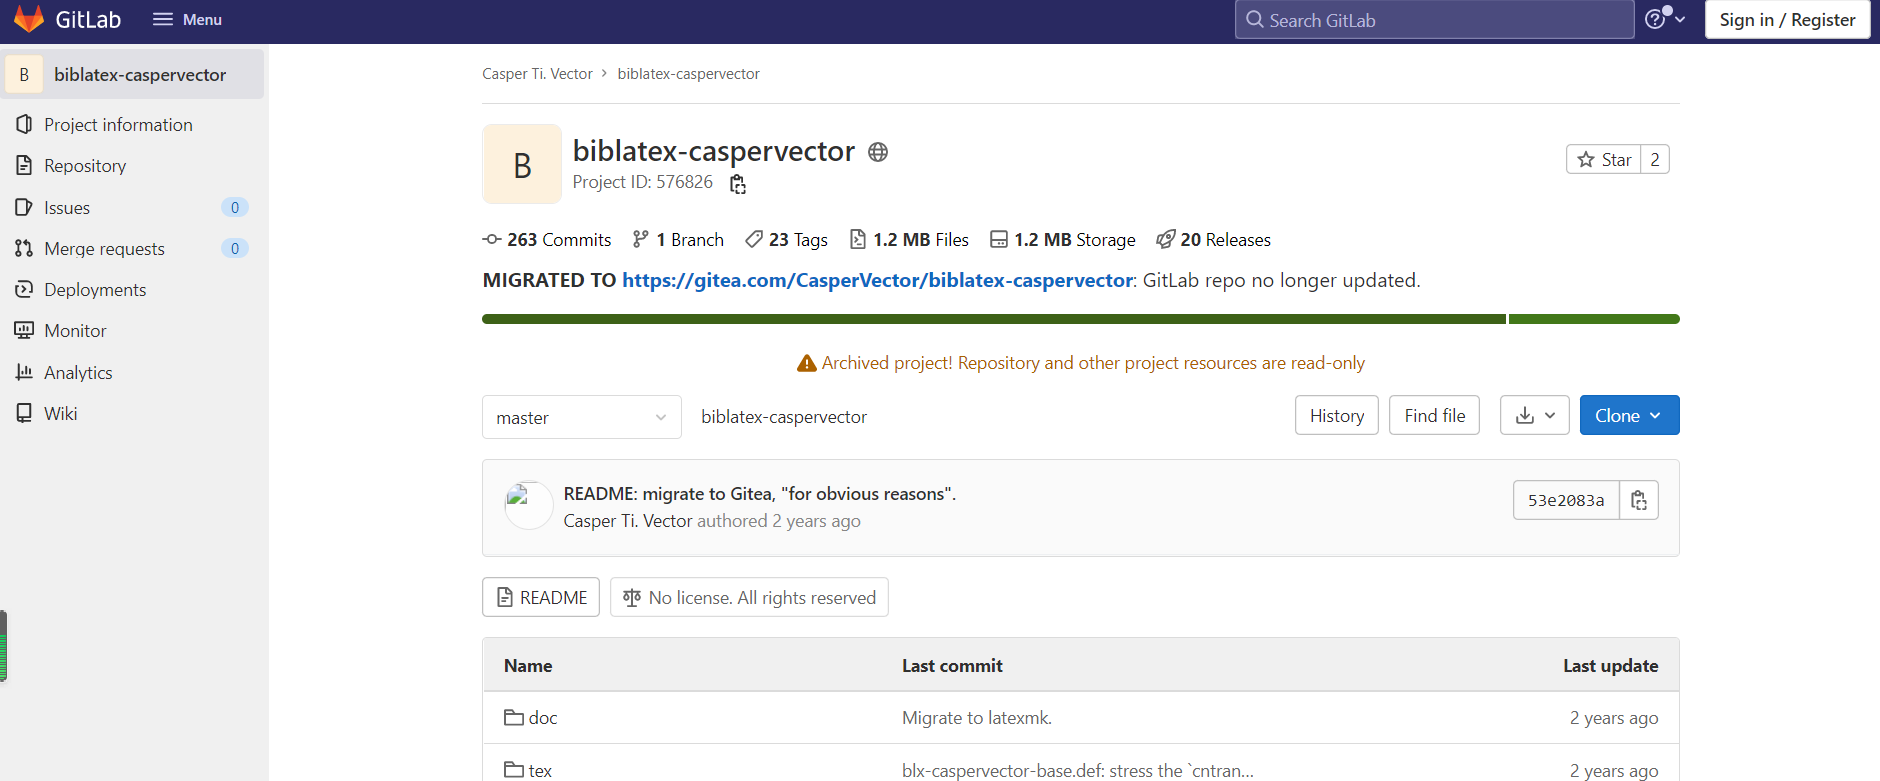 GitLab Menu Search GitLab Sign in / Register
B biblatex-caspervector
Project information
Repository
Issues 0
Merge requests 0
Deployments
Monitor
Analytics
Wiki
Casper Ti. Vector › biblatex-caspervector
B
biblatex-caspervector
Project ID: 576826
Star 2
263 Commits 1 Branch 23 Tags 1.2 MB Files 1.2 MB Storage 20 Releases
MIGRATED TO https://gitea.com/CasperVector/biblatex-caspervector: GitLab repo no longer updated.
Archived project! Repository and other project resources are read-only
master biblatex-caspervector History Find file Clone
README: migrate to Gitea, "for obvious reasons".
Casper Ti. Vector authored 2 years ago
53e2083a
README No license. All rights reserved
Name Last commit Last update
doc Migrate to latexmk. 2 years ago
tex blx-caspervector-base.def: stress the `cntran... 2 years ago